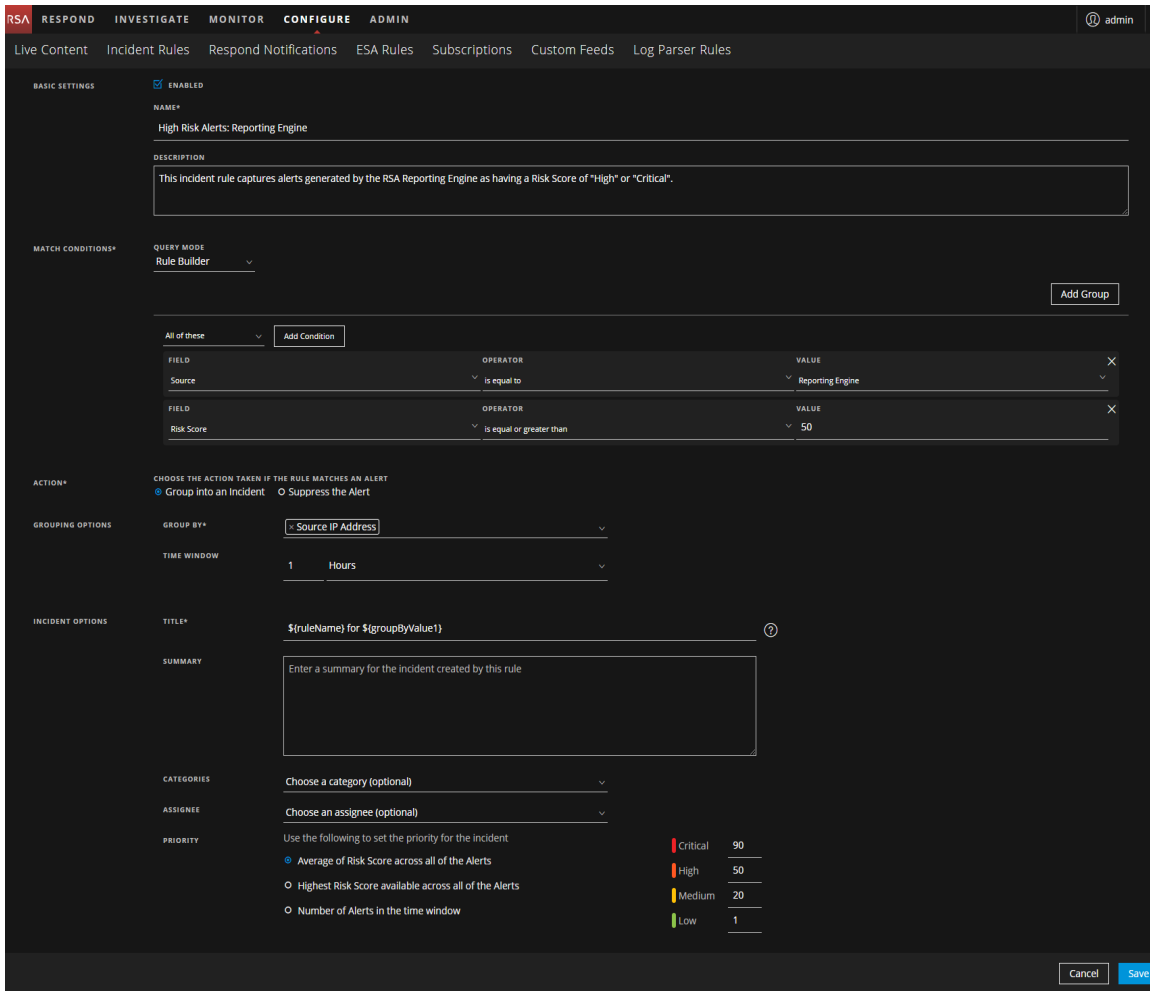 RSA RESPOND INVESTIGATE MONITOR CONFIGURE ADMIN admin
Live Content Incident Rules Respond Notifications ESA Rules Subscriptions Custom Feeds Log Parser Rules
BASIC SETTINGS ENABLED
NAME*
High Risk Alerts: Reporting Engine
DESCRIPTION
This incident rule captures alerts generated by the RSA Reporting Engine as having a Risk Score of "High" or "Critical".
MATCH CONDITIONS* QUERY MODE
Rule Builder
Add Group
All of these Add Condition
FIELD OPERATOR VALUE
Source is equal to Reporting Engine
FIELD OPERATOR VALUE
Risk Score is equal or greater than 50
ACTION* CHOOSE THE ACTION TAKEN IF THE RULE MATCHES AN ALERT
Group into an Incident Suppress the Alert
GROUPING OPTIONS GROUP BY* × Source IP Address
TIME WINDOW
1 Hours
INCIDENT OPTIONS TITLE*
${ruleName} for ${groupByValue1} ?
SUMMARY
Enter a summary for the incident created by this rule
CATEGORIES Choose a category (optional)
ASSIGNEE Choose an assignee (optional)
PRIORITY Use the following to set the priority for the incident
Average of Risk Score across all of the Alerts
Highest Risk Score available across all of the Alerts
Number of Alerts in the time window
Critical 90
High 50
Medium 20
Low 1
Cancel Save